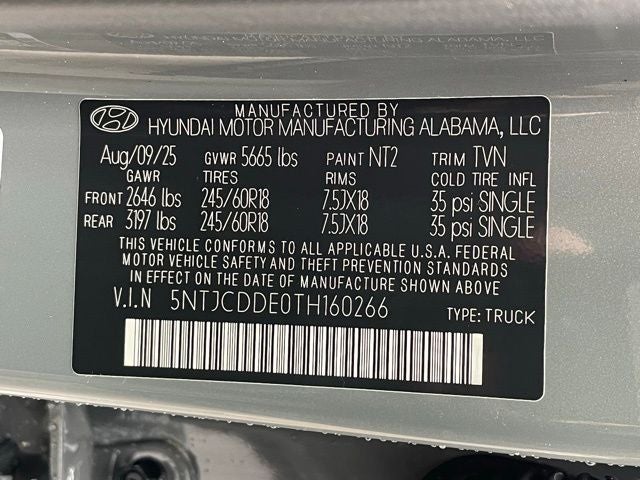 MANUFACTURED BY
HYUNDAI MOTOR MANUFACTURING ALABAMA, LLC
Aug/09/25 GVWR 5665 lbs PAINT NT2 TRIM TVN
GAWR TIRES RIMS COLD TIRE INFL
FRONT 2646 lbs 245/60R18 7.5JX18 35 psi SINGLE
REAR 3197 lbs 245/60R18 7.5JX18 35 psi SINGLE
THIS VEHICLE CONFORMS TO ALL APPLICABLE U.S.A. FEDERAL
MOTOR VEHICLE SAFETY AND THEFT PREVENTION STANDARDS
IN EFFECT ON THE DATE OF MANUFACTURE SHOWN ABOVE
V.I.N 5NTJCDDE0TH160266 TYPE: TRUCK